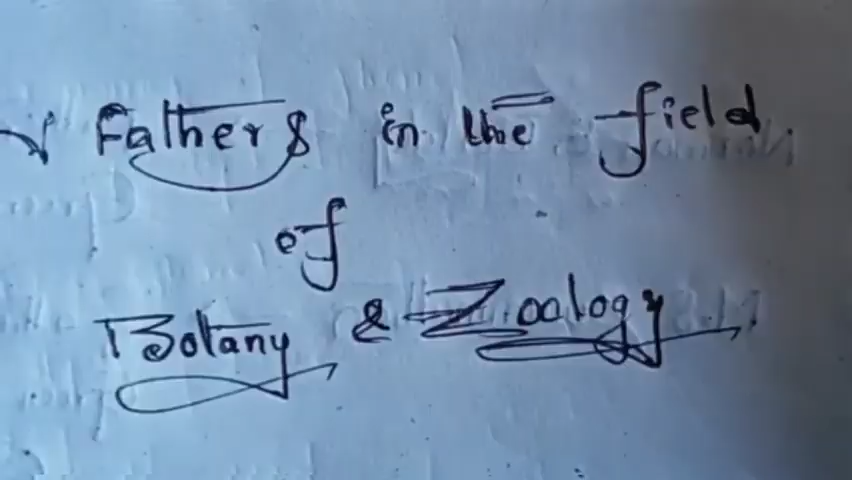 Fathers in the field
of
Botany & Zoology